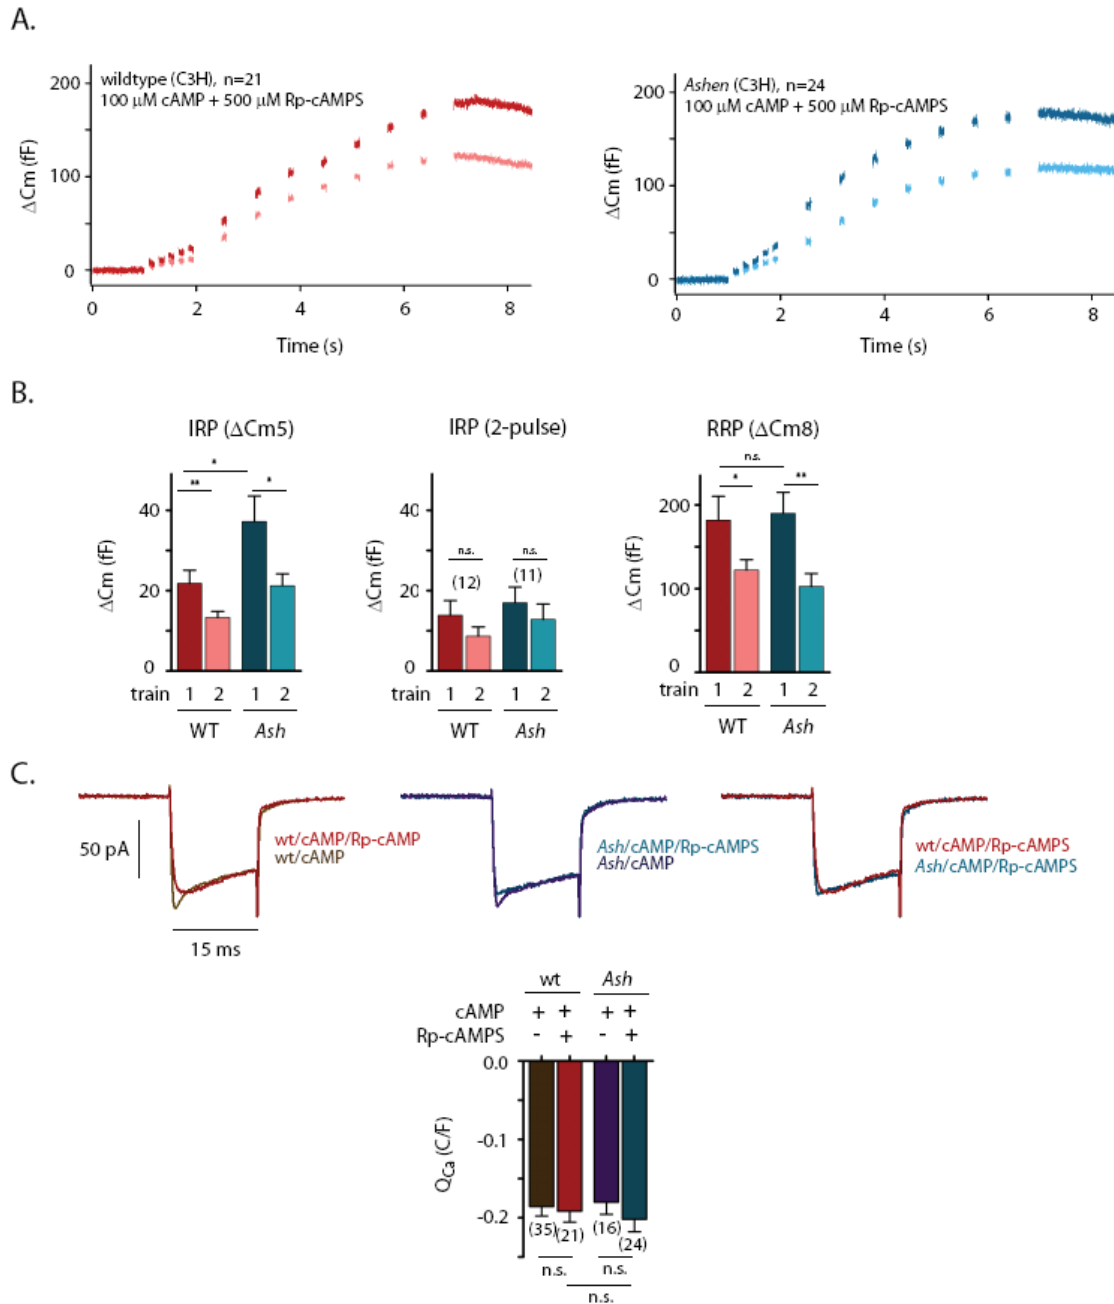 A.
wildtype (C3H), n=21
100 μM cAMP + 500 μM Rp-cAMPS
200
100
0
ΔCm (fF)
0 2 4 6 8
Time (s)
Ashen (C3H), n=24
100 μM cAMP + 500 μM Rp-cAMPS
200
100
0
ΔCm (fF)
0 2 4 6 8
Time (s)
B.
IRP (ΔCm5)
*
** *
40
20
0
ΔCm (fF)
train 1 2 1 2
WT Ash
IRP (2-pulse)
n.s. n.s.
(12) (11)
40
20
0
ΔCm (fF)
train 1 2 1 2
WT Ash
RRP (ΔCm8)
n.s.
* **
200
100
0
ΔCm (fF)
train 1 2 1 2
WT Ash
C.
50 pA
wt/cAMP/Rp-cAMP
wt/cAMP
15 ms
Ash/cAMP/Rp-cAMPS
Ash/cAMP
wt/cAMP/Rp-cAMPS
Ash/cAMP/Rp-cAMPS
wt Ash
cAMP + + + +
Rp-cAMPS - + - +
0.0
-0.1
-0.2
QCa (C/F)
(35) (21) (16) (24)
n.s. n.s.
n.s.